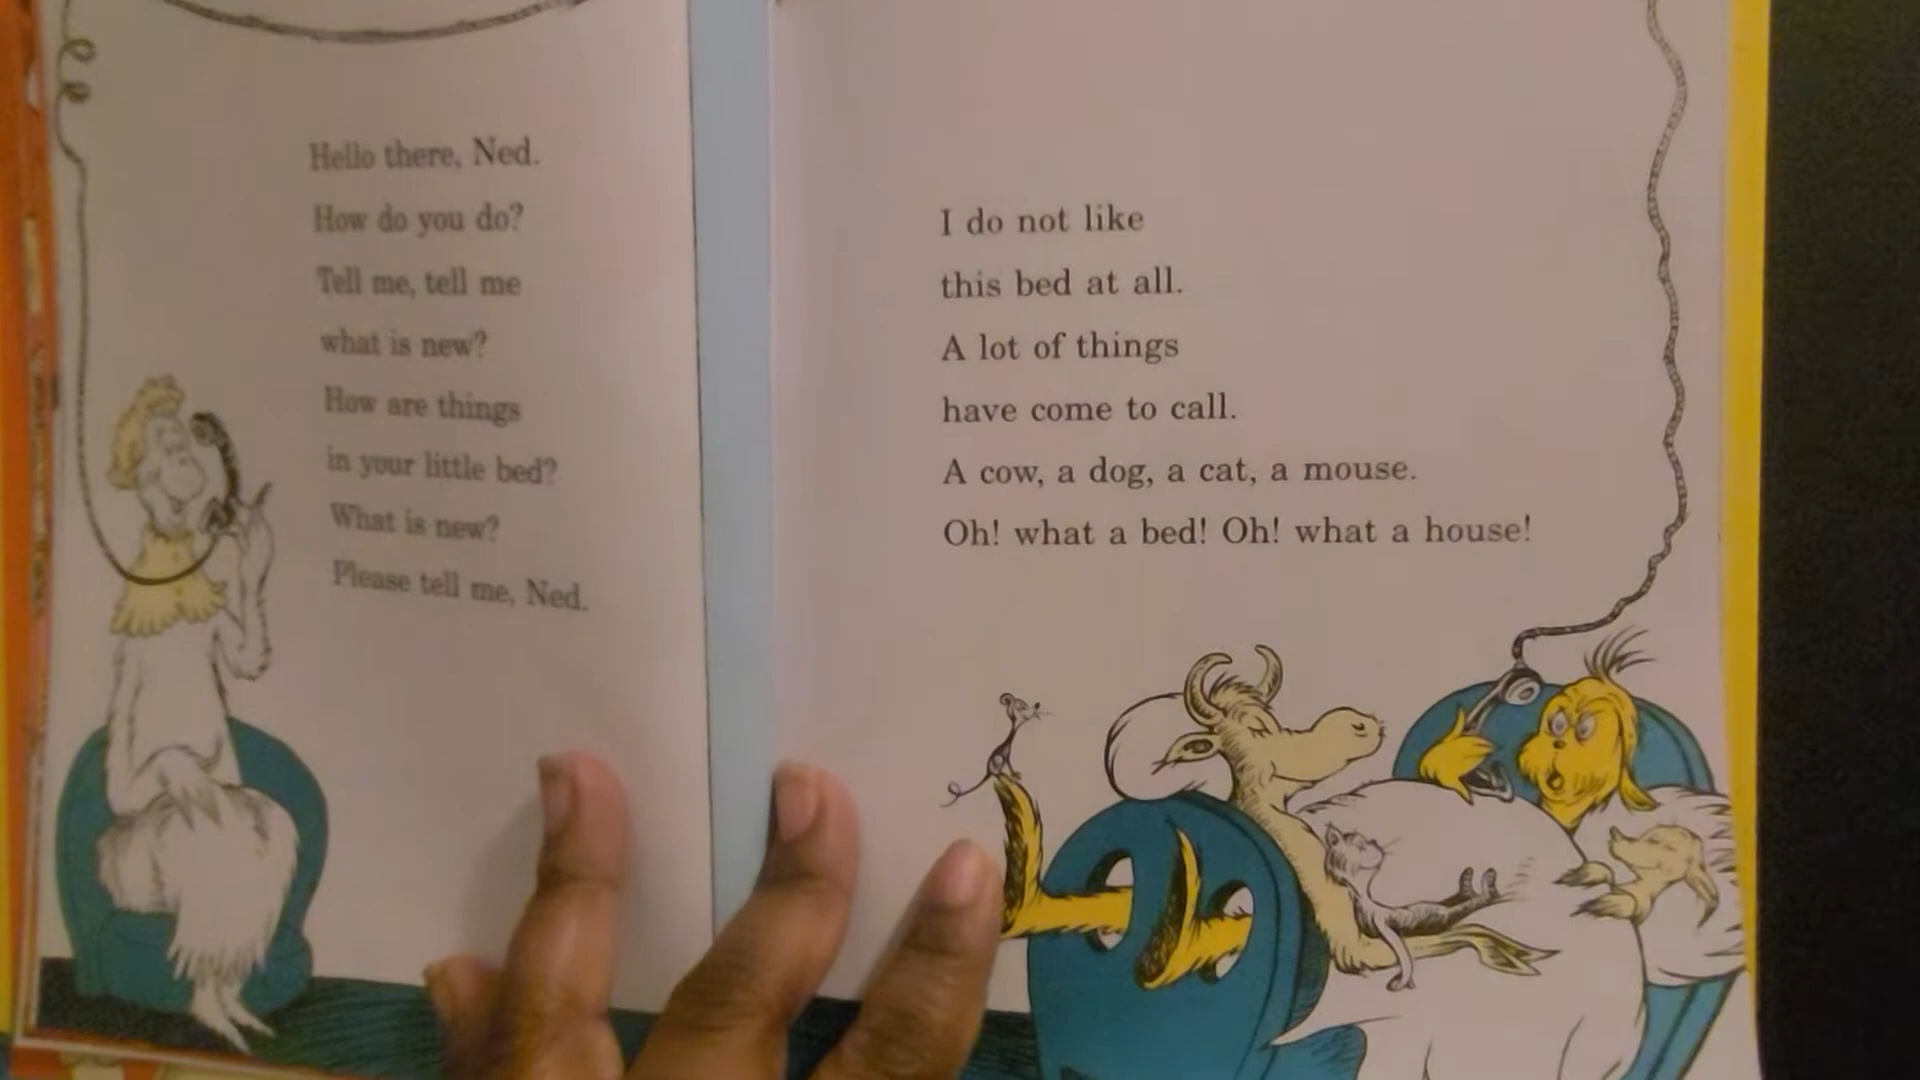 Hello there, Ned.
How do you do?
Tell me, tell me
what is new?
How are things
in your little bed?
What is new?
Please tell me, Ned.
I do not like
this bed at all.
A lot of things
have come to call.
A cow, a dog, a cat, a mouse.
Oh! what a bed! Oh! what a house!